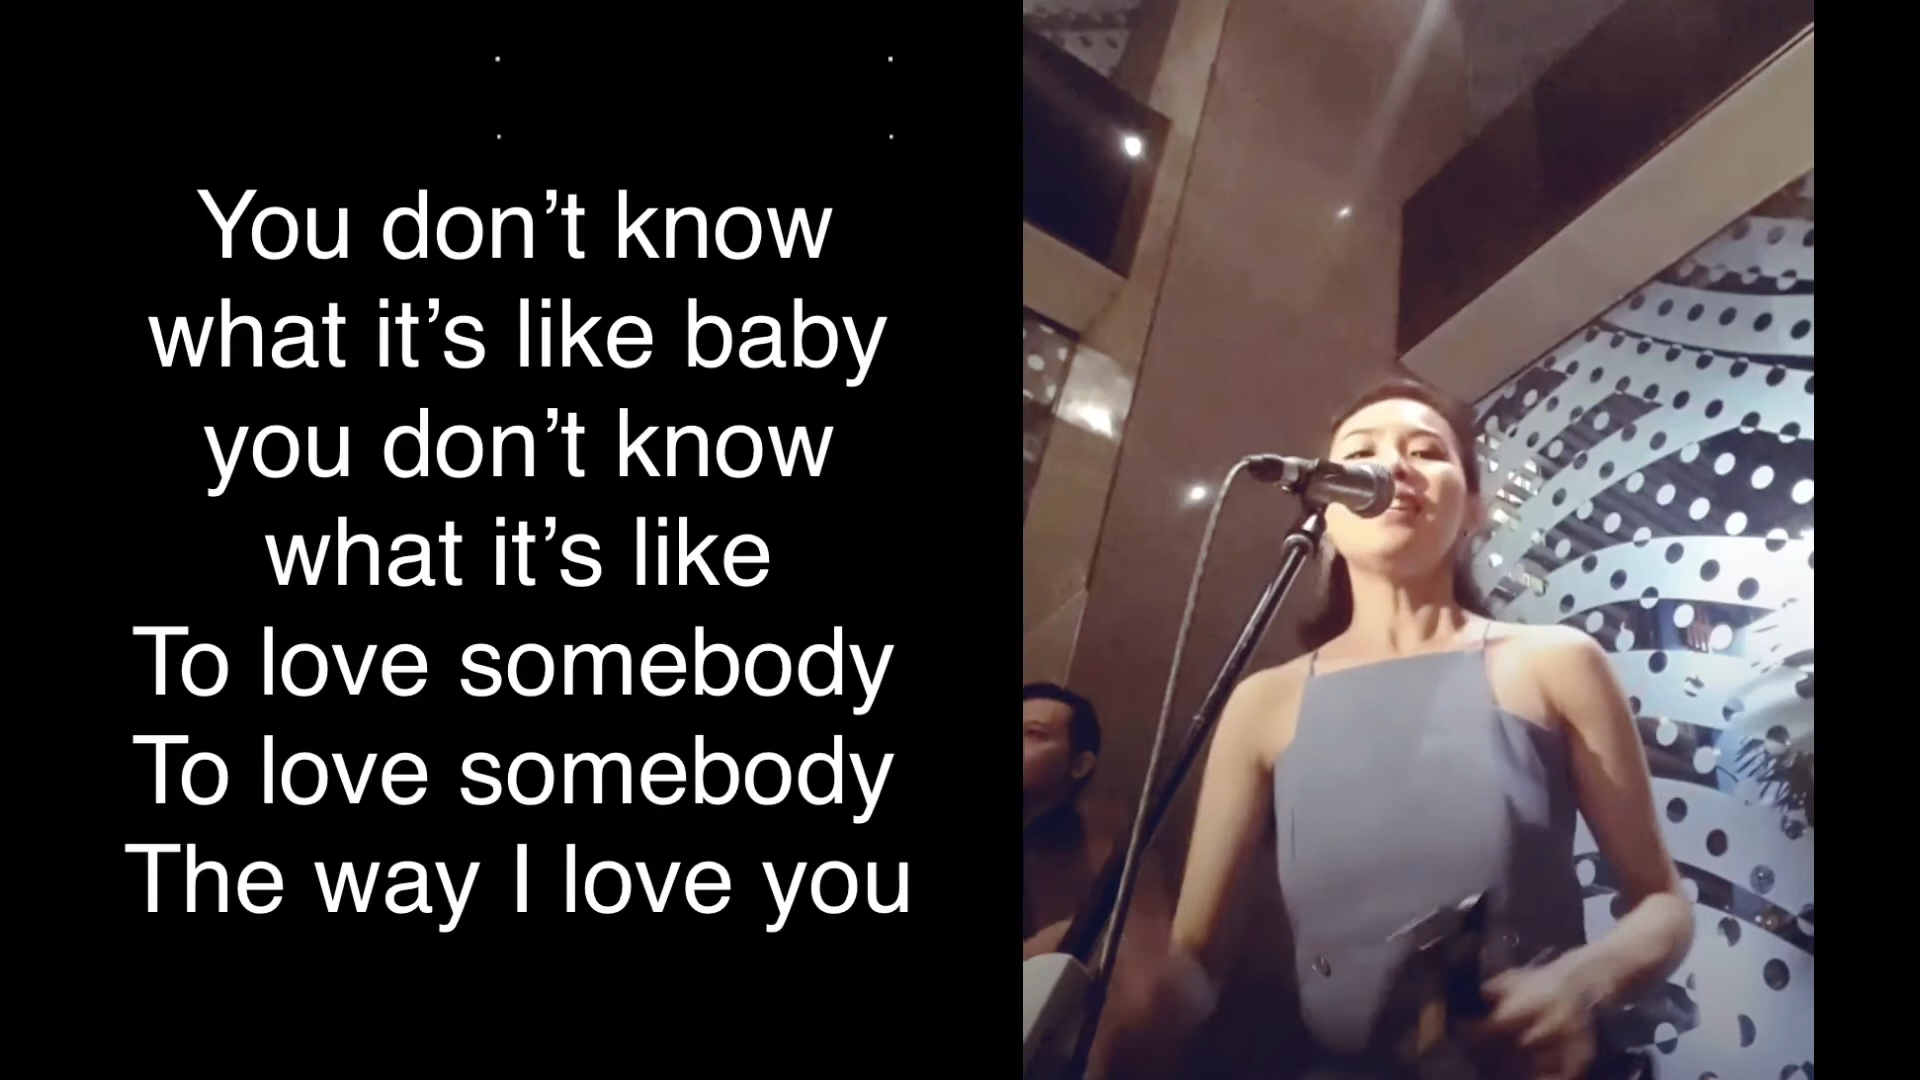 You don’t know
what it’s like baby
you don’t know
what it’s like
To love somebody
To love somebody
The way I love you